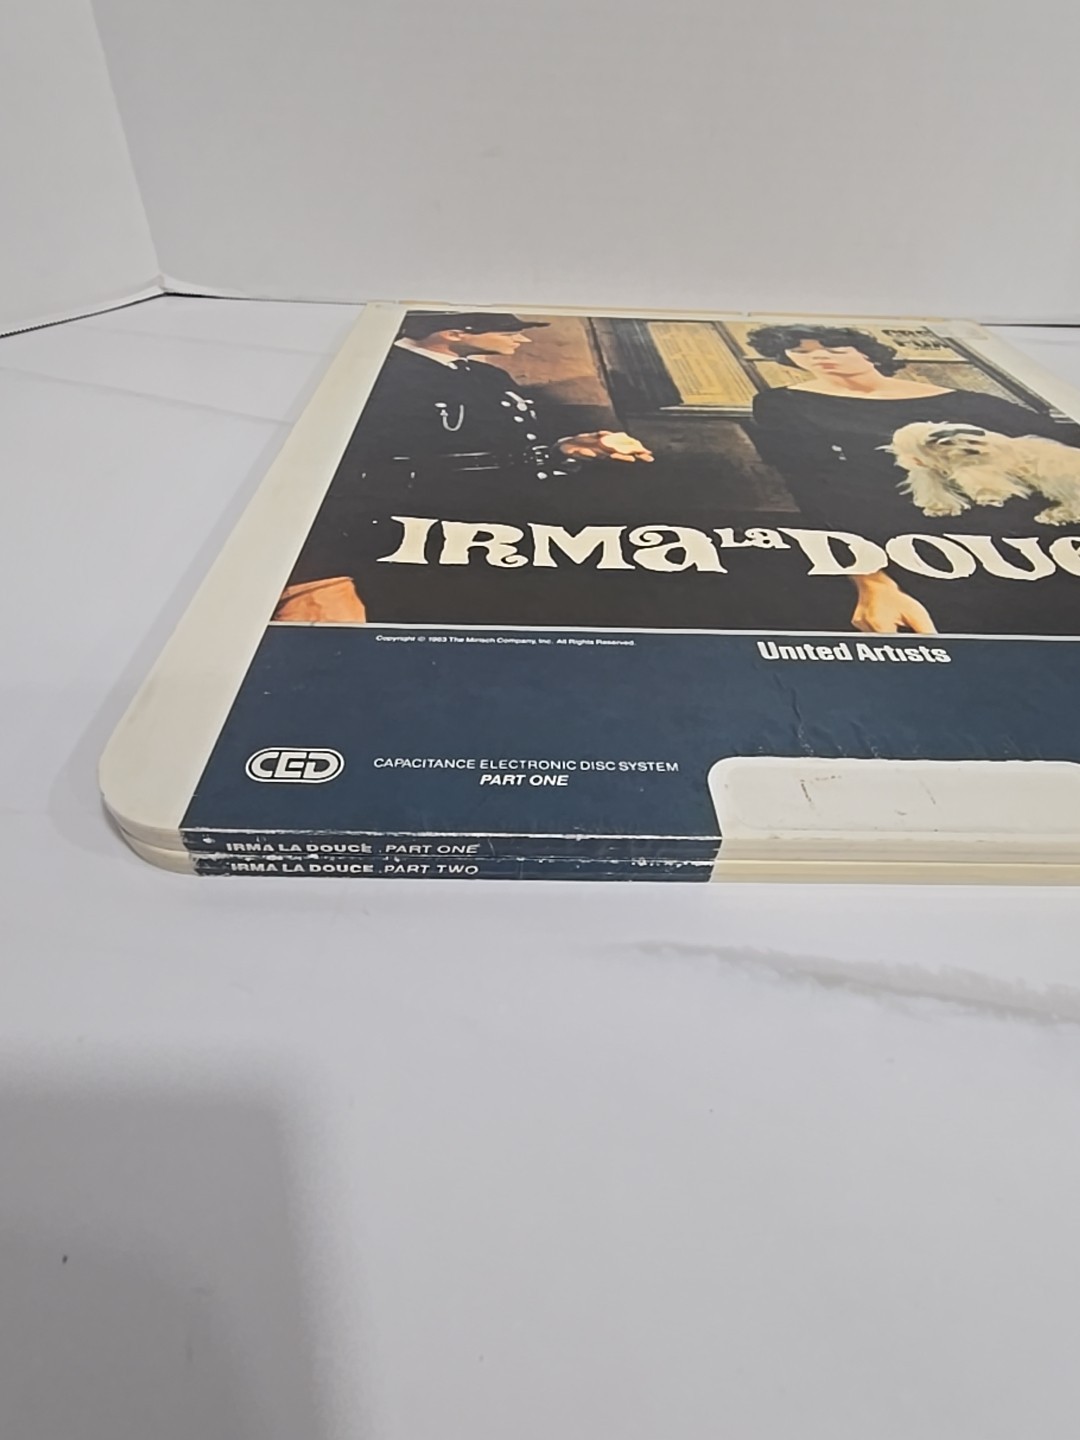 IRMA la DOUC
Copyright © 1963 The Mirisch Company, Inc. All Rights Reserved.
United Artists
CED
CAPACITANCE ELECTRONIC DISC SYSTEM
PART ONE
IRMA LA DOUCE PART ONE
IRMA LA DOUCE PART TWO